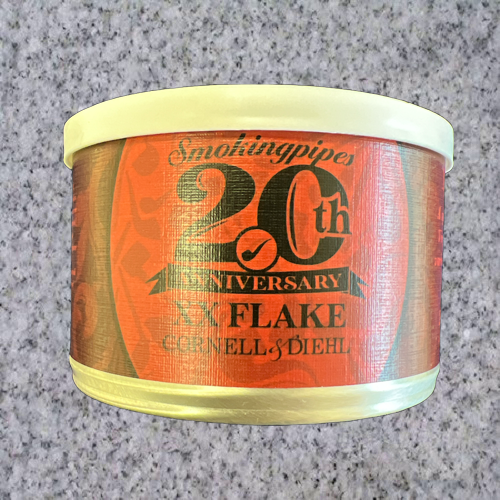 Smokingpipes
20th
ANNIVERSARY
XX FLAKE
CORNELL & DIEHL